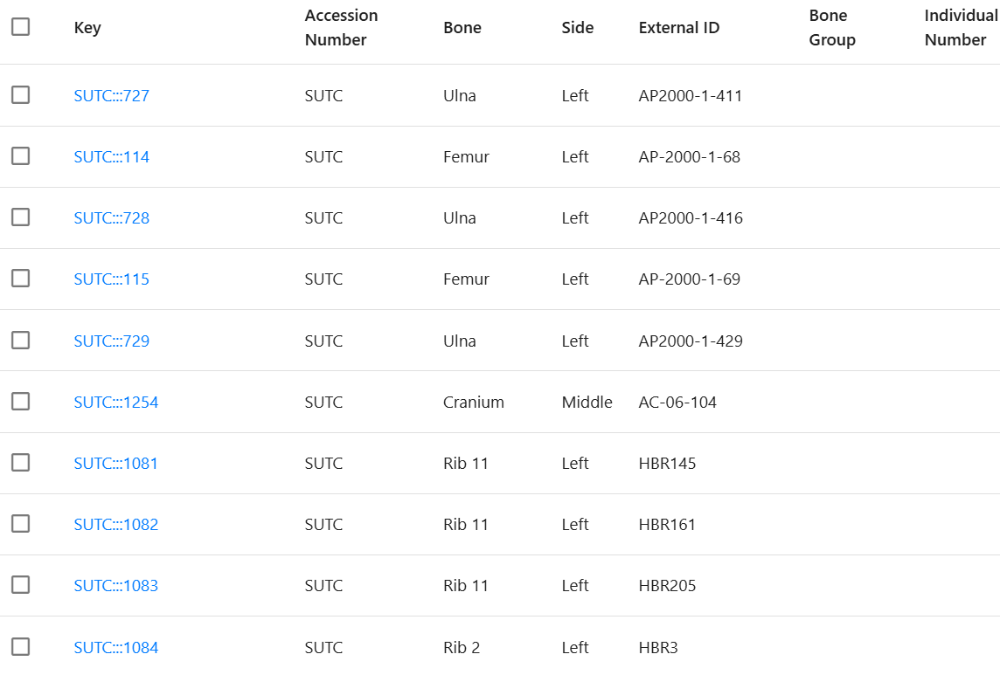 Key Accession Number Bone Side External ID Bone Group Individual Number
SUTC:::727 SUTC Ulna Left AP2000-1-411
SUTC:::114 SUTC Femur Left AP-2000-1-68
SUTC:::728 SUTC Ulna Left AP2000-1-416
SUTC:::115 SUTC Femur Left AP-2000-1-69
SUTC:::729 SUTC Ulna Left AP2000-1-429
SUTC:::1254 SUTC Cranium Middle AC-06-104
SUTC:::1081 SUTC Rib 11 Left HBR145
SUTC:::1082 SUTC Rib 11 Left HBR161
SUTC:::1083 SUTC Rib 11 Left HBR205
SUTC:::1084 SUTC Rib 2 Left HBR3